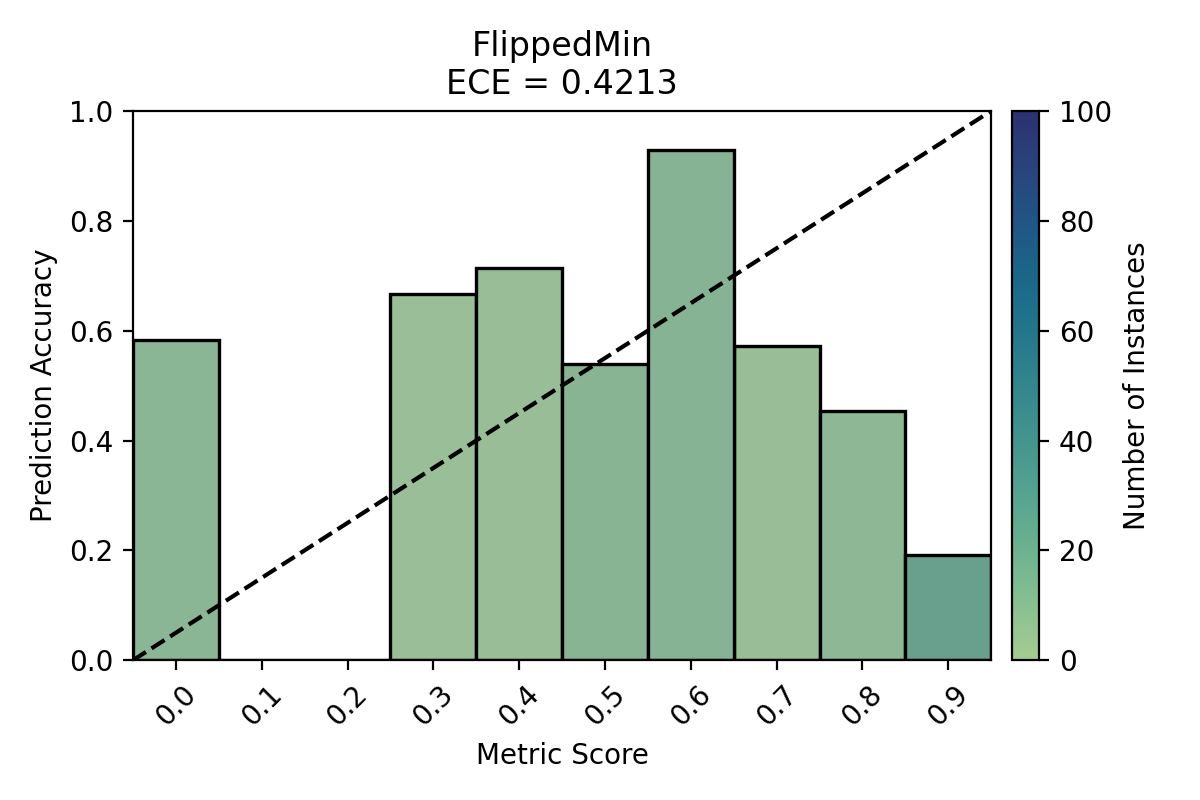 FlippedMin
ECE = 0.4213
Prediction Accuracy
1.0
0.8
0.6
0.4
0.2
0.0
0.0 0.1 0.2 0.3 0.4 0.5 0.6 0.7 0.8 0.9
Metric Score
100
80
60
40
20
0
Number of Instances